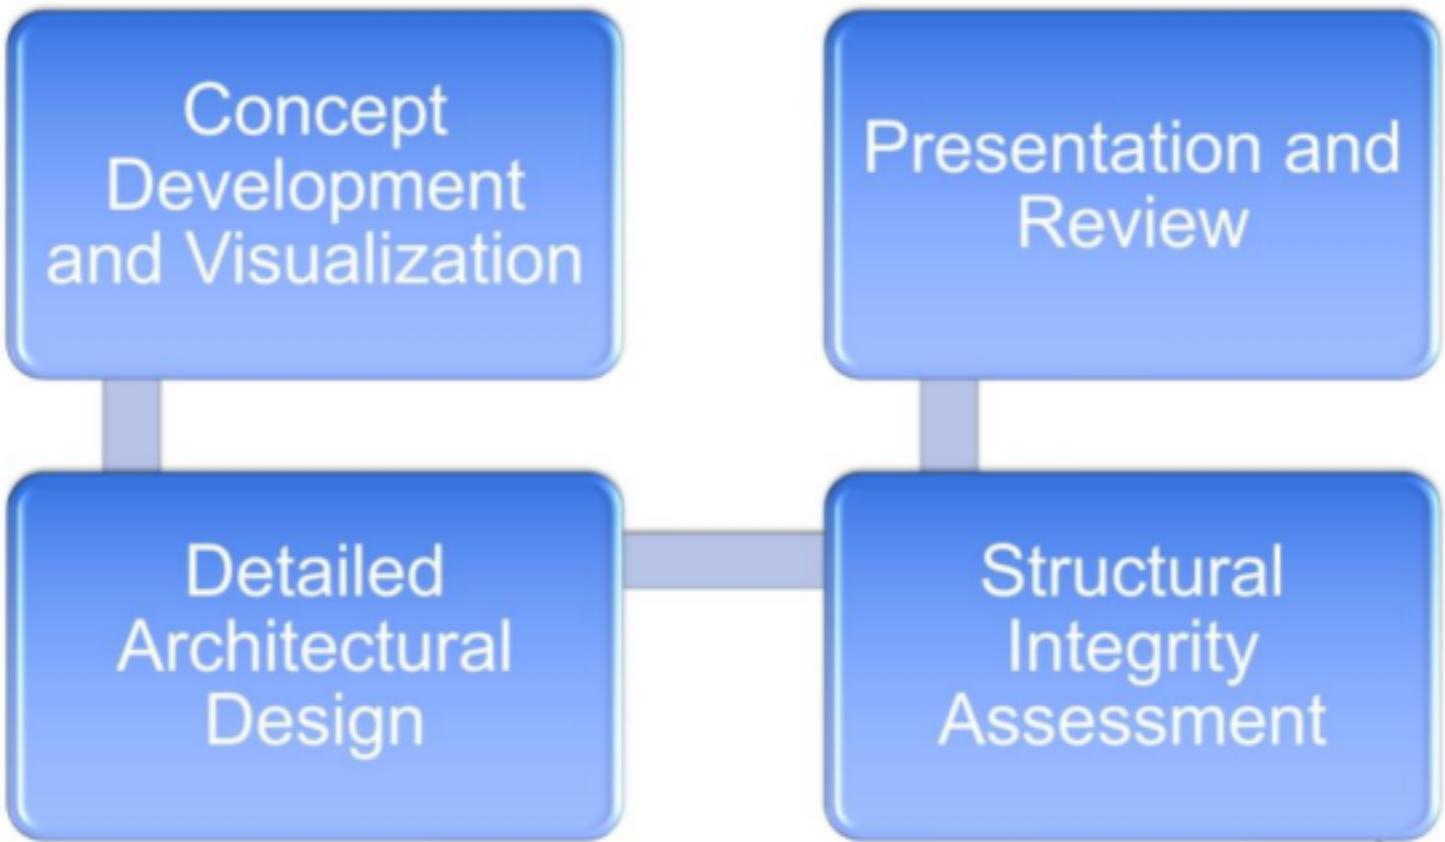 Concept
Development
and Visualization
Detailed
Architectural
Design
Structural
Integrity
Assessment
Presentation and
Review